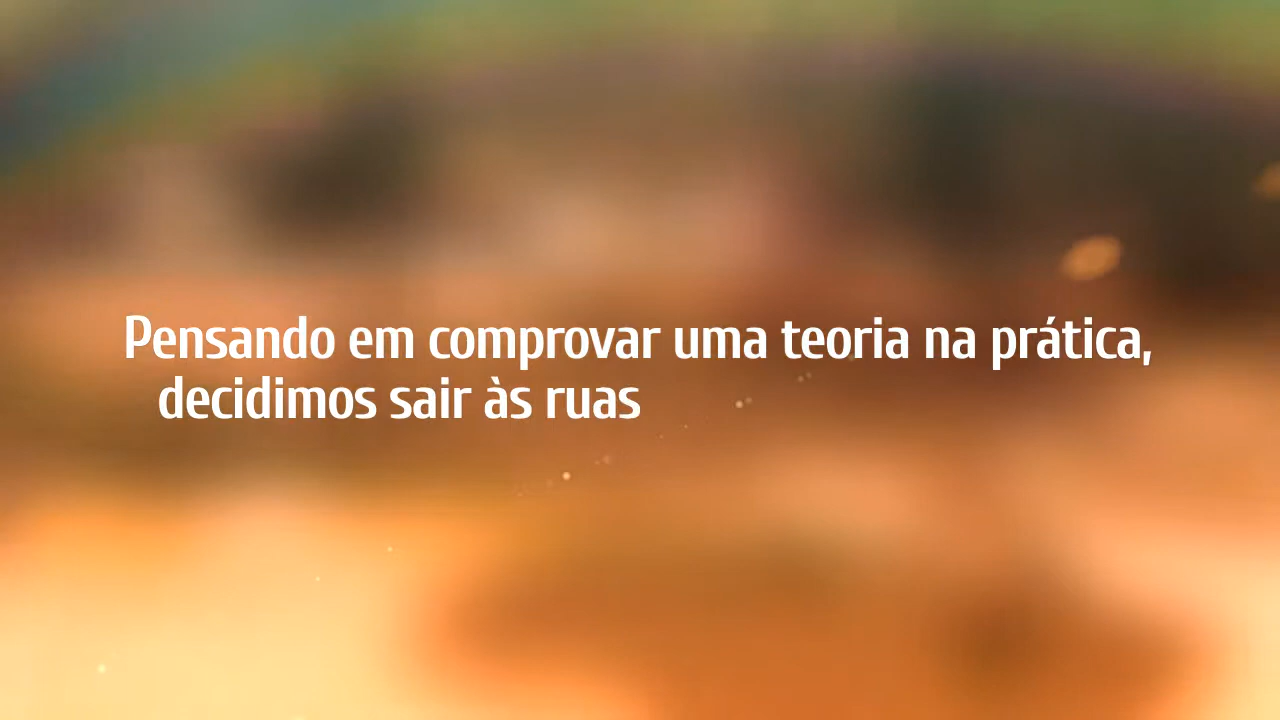 Pensando em comprovar uma teoria na prática,
decidimos sair às ruas